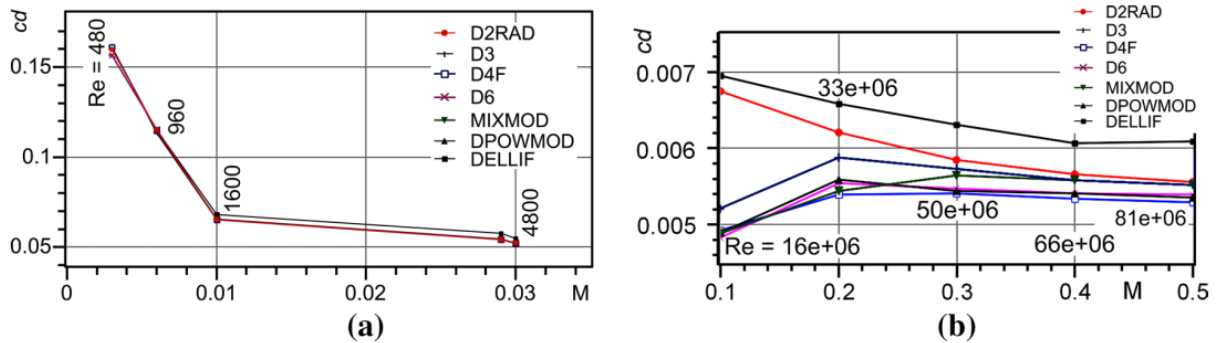 cd
0.15
0.1
0.05
0
0.01
0.02
0.03
M
Re = 480
960
1600
4800
D2RAD
D3
D4F
D6
MIXMOD
DPOWMOD
DELLIF
(a)
cd
0.007
0.006
0.005
0.1
0.2
0.3
0.4
M
0.5
33e+06
Re = 16e+06
50e+06
66e+06
81e+06
D2RAD
D3
D4F
D6
MIXMOD
DPOWMOD
DELLIF
(b)